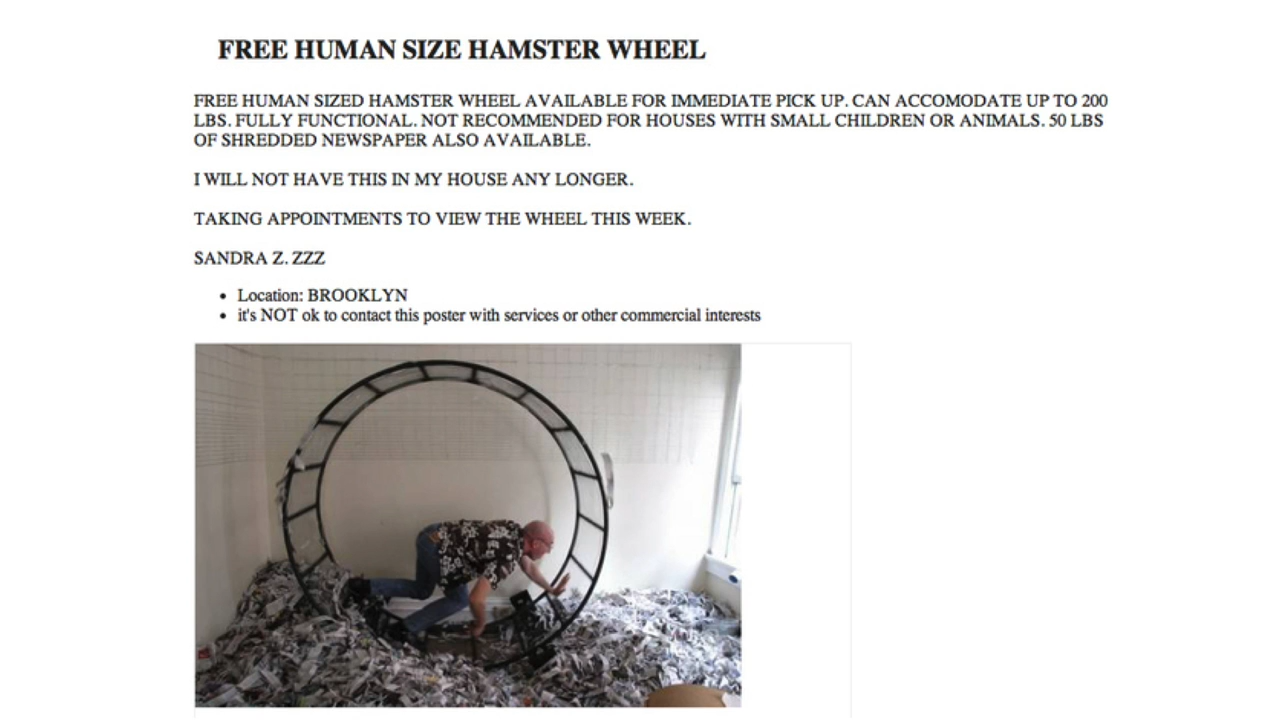 FREE HUMAN SIZE HAMSTER WHEEL
FREE HUMAN SIZED HAMSTER WHEEL AVAILABLE FOR IMMEDIATE PICK UP. CAN ACCOMODATE UP TO 200
LBS. FULLY FUNCTIONAL. NOT RECOMMENDED FOR HOUSES WITH SMALL CHILDREN OR ANIMALS. 50 LBS
OF SHREDDED NEWSPAPER ALSO AVAILABLE.
I WILL NOT HAVE THIS IN MY HOUSE ANY LONGER.
TAKING APPOINTMENTS TO VIEW THE WHEEL THIS WEEK.
SANDRA Z. ZZZ
• Location: BROOKLYN
• it's NOT ok to contact this poster with services or other commercial interests